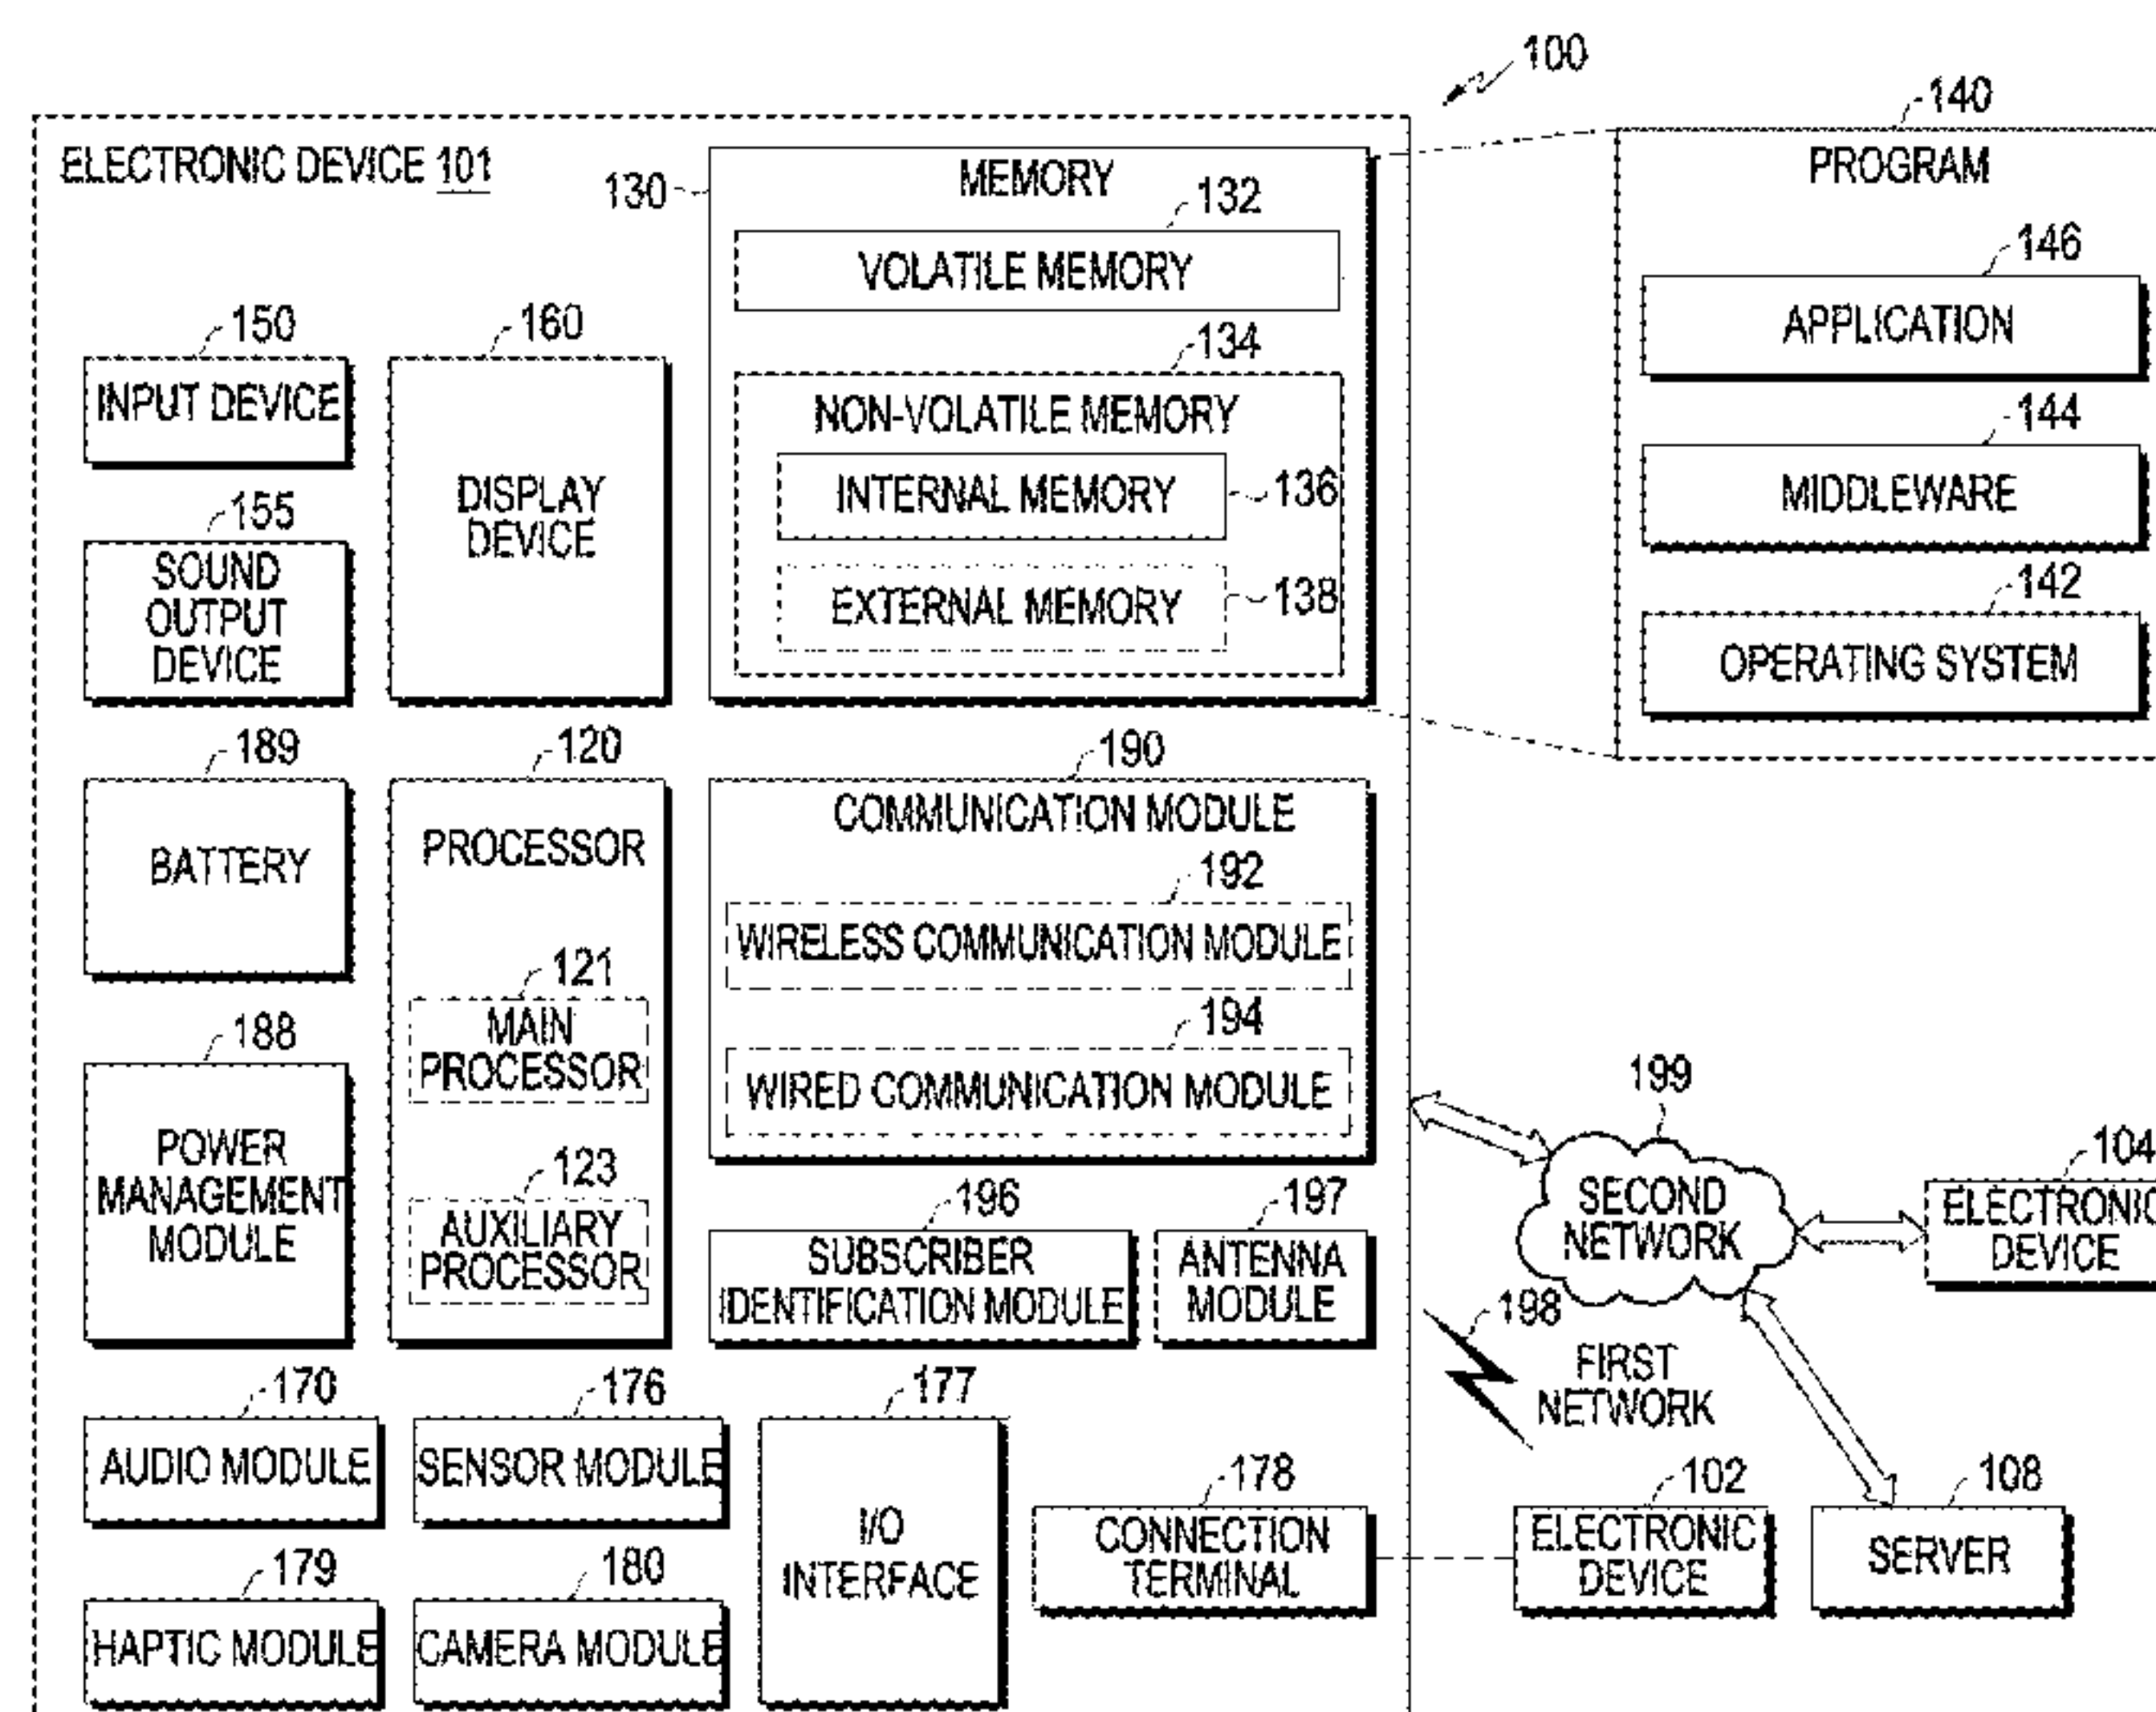 100
ELECTRONIC DEVICE 101
130
MEMORY
132
VOLATILE MEMORY
134
NON-VOLATILE MEMORY
INTERNAL MEMORY
136
EXTERNAL MEMORY
138
140
PROGRAM
146
APPLICATION
144
MIDDLEWARE
142
OPERATING SYSTEM
150
INPUT DEVICE
155
SOUND
OUTPUT
DEVICE
160
DISPLAY
DEVICE
189
BATTERY
120
PROCESSOR
121
MAIN
PROCESSOR
123
AUXILIARY
PROCESSOR
190
COMMUNICATION MODULE
192
WIRELESS COMMUNICATION MODULE
194
WIRED COMMUNICATION MODULE
188
POWER
MANAGEMENT
MODULE
196
SUBSCRIBER
IDENTIFICATION MODULE
197
ANTENNA
MODULE
199
SECOND
NETWORK
104
ELECTRONIC
DEVICE
198
FIRST
NETWORK
170
AUDIO MODULE
176
SENSOR MODULE
177
I/O
INTERFACE
178
CONNECTION
TERMINAL
102
ELECTRONIC
DEVICE
108
SERVER
179
HAPTIC MODULE
180
CAMERA MODULE